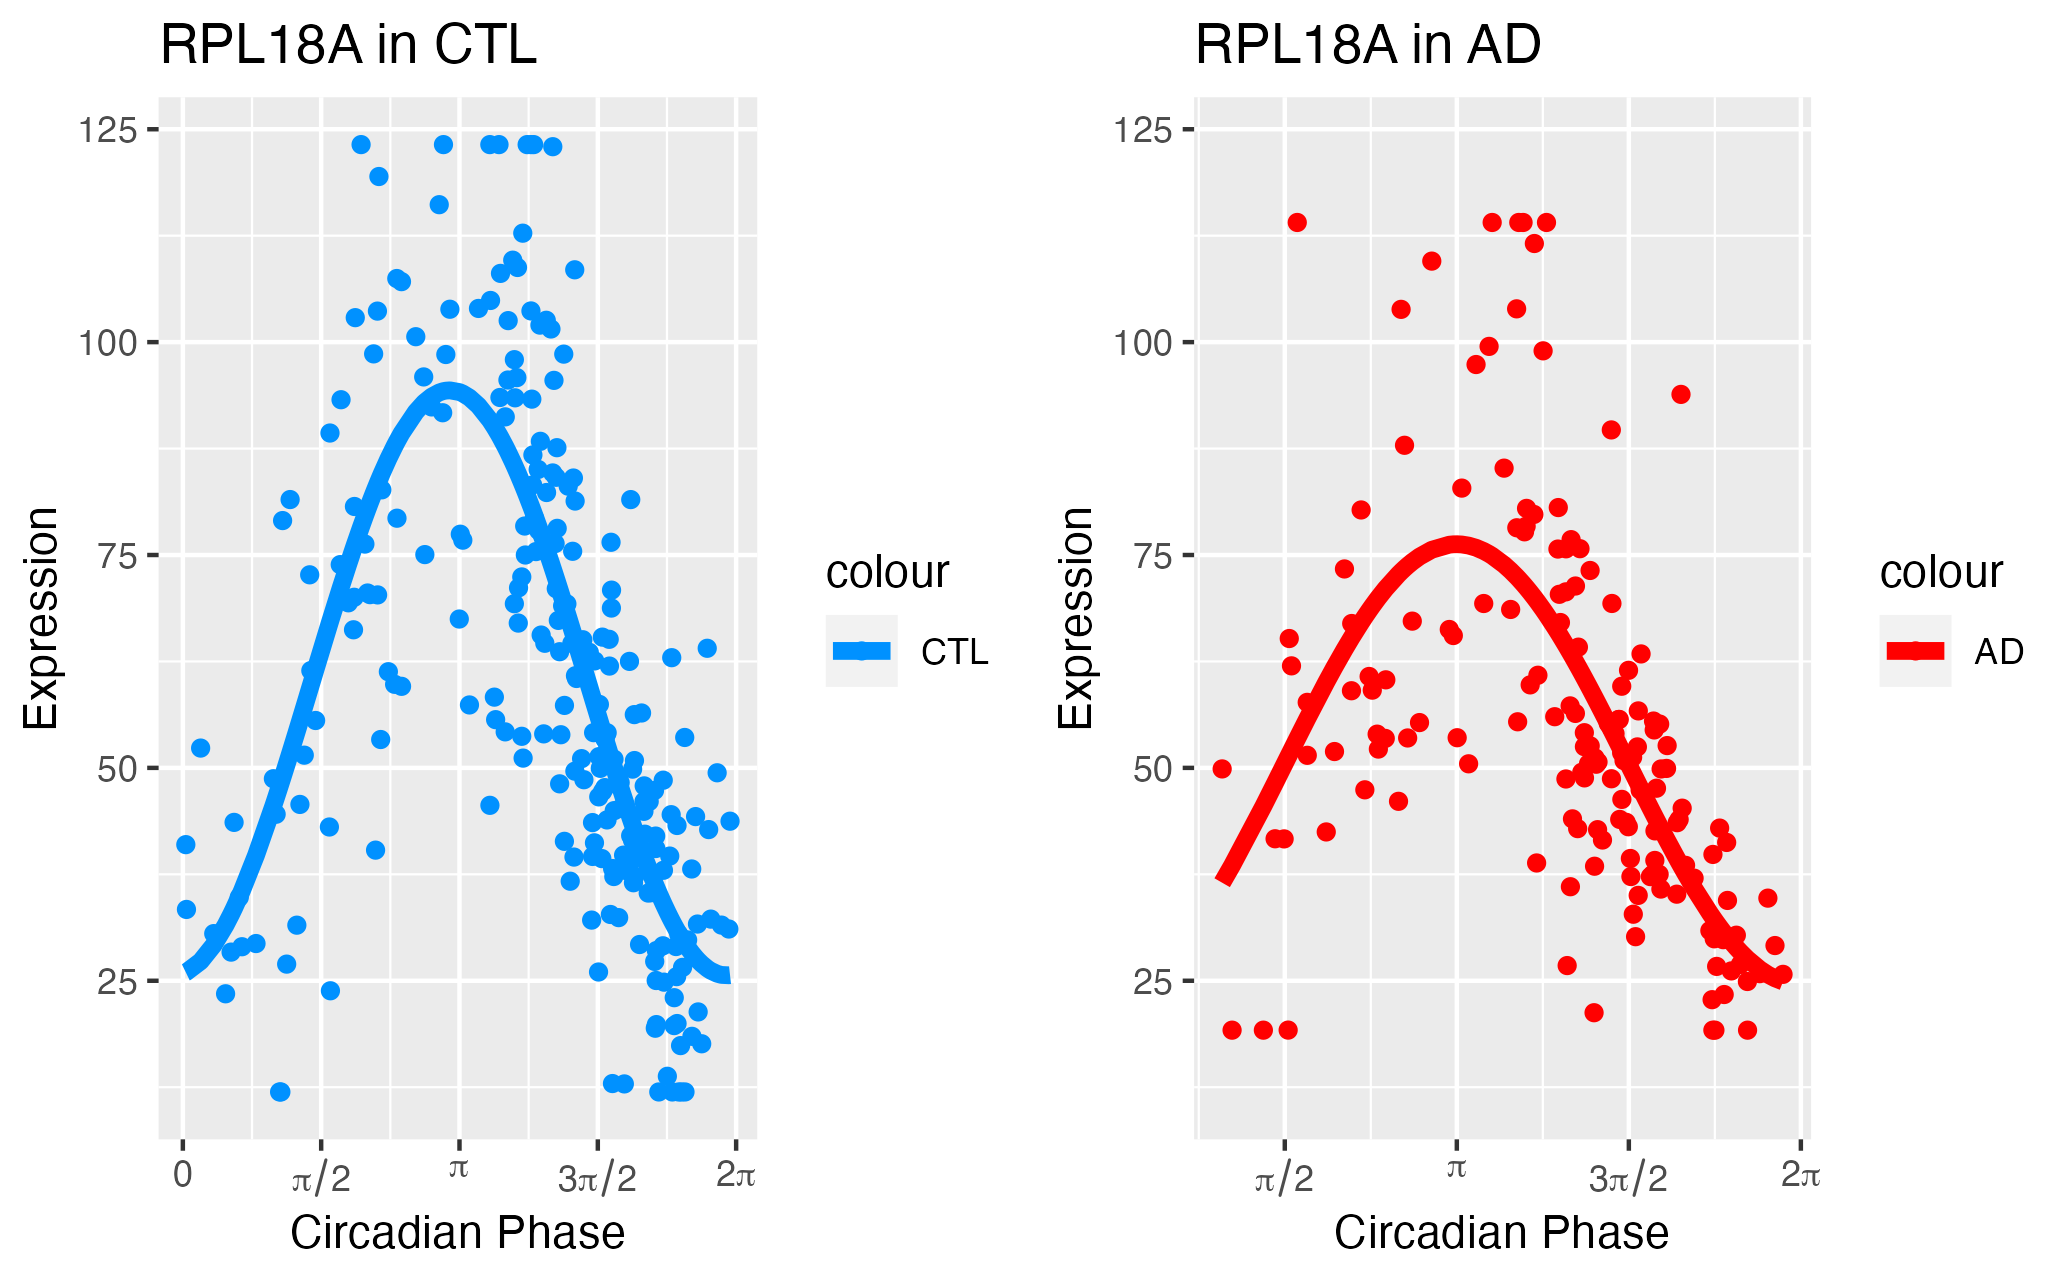 RPL18A in CTL
125
100
75
50
25
Expression
0
π/2
π
3π/2
2π
Circadian Phase
colour
CTL
RPL18A in AD
125
100
75
50
25
Expression
π/2
π
3π/2
2π
Circadian Phase
colour
AD